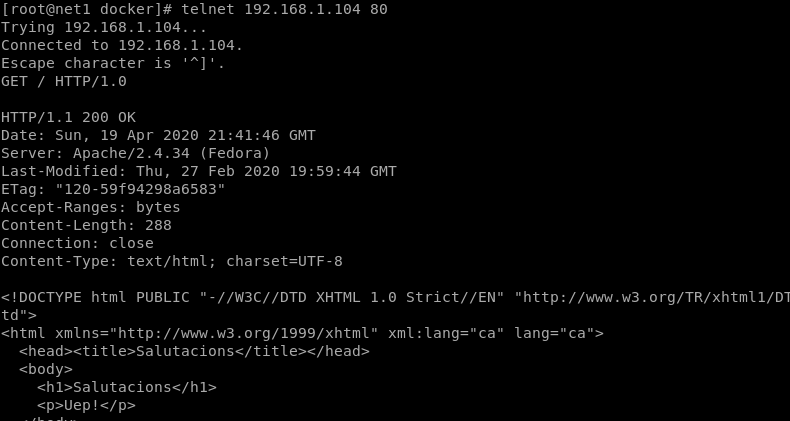 [root@net1 docker]# telnet 192.168.1.104 80
Trying 192.168.1.104...
Connected to 192.168.1.104.
Escape character is '^]'.
GET / HTTP/1.0

HTTP/1.1 200 OK
Date: Sun, 19 Apr 2020 21:41:46 GMT
Server: Apache/2.4.34 (Fedora)
Last-Modified: Thu, 27 Feb 2020 19:59:44 GMT
ETag: "120-59f94298a6583"
Accept-Ranges: bytes
Content-Length: 288
Connection: close
Content-Type: text/html; charset=UTF-8

<!DOCTYPE html PUBLIC "-//W3C//DTD XHTML 1.0 Strict//EN" "http://www.w3.org/TR/xhtml1/DT
td">
<html xmlns="http://www.w3.org/1999/xhtml" xml:lang="ca" lang="ca">
  <head><title>Salutacions</title></head>
  <body>
    <h1>Salutacions</h1>
    <p>Uep!</p>
  </body>